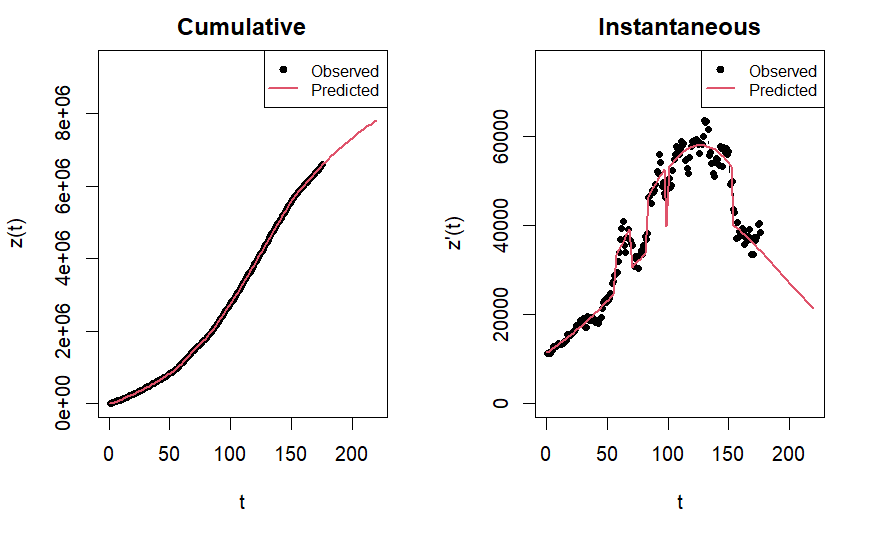 Cumulative
Observed
Predicted
z(t)
0e+00 2e+06 4e+06 6e+06 8e+06
0 50 100 150 200
t
Instantaneous
Observed
Predicted
z'(t)
0 20000 40000 60000
0 50 100 150 200
t